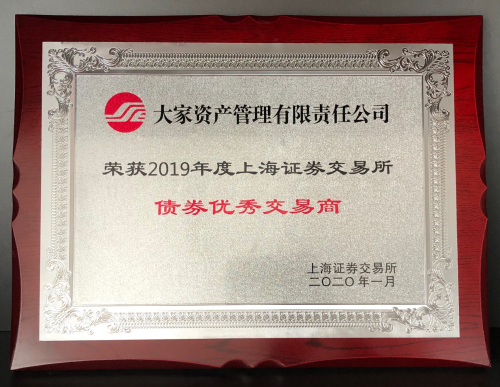 大家资产管理有限责任公司
荣获2019年度上海证券交易所
债券优秀交易商
上海证券交易所
二〇二〇年一月